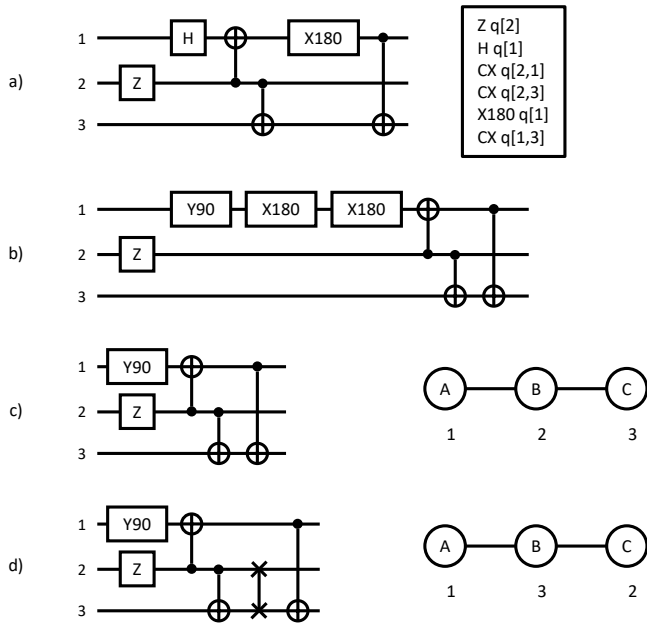 1 H X180
a) 2 Z
3
Z q[2]
H q[1]
CX q[2,1]
CX q[2,3]
X180 q[1]
CX q[1,3]
1 Y90 X180 X180
b) 2 Z
3
1 Y90
c) 2 Z
3
A B C
1 2 3
1 Y90
d) 2 Z
3
A B C
1 3 2